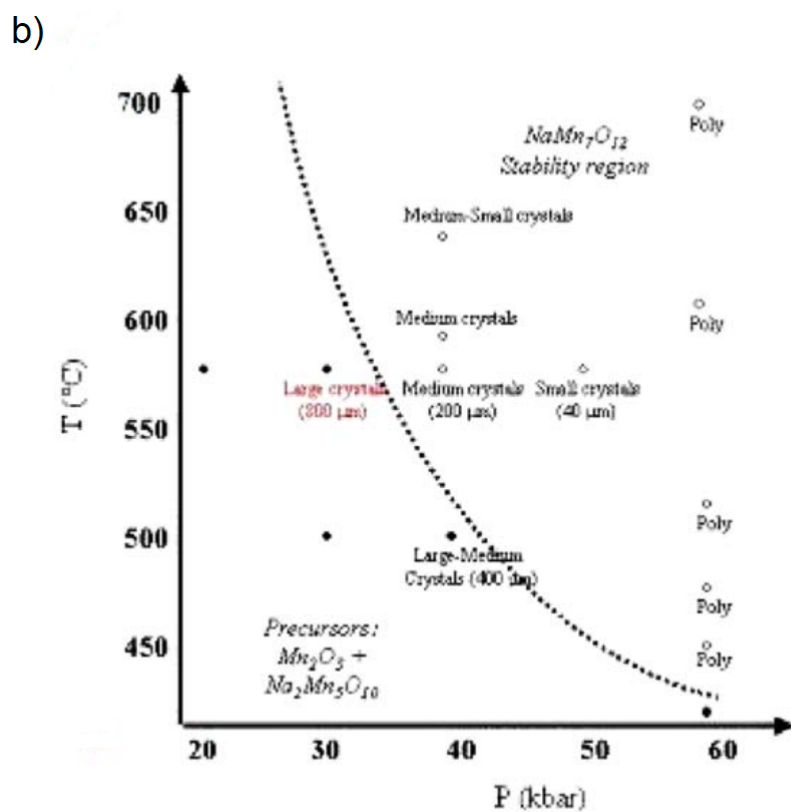 b)
700
650
600
550
500
450
T (°C)
NaMn7O12
Stability region
Poly
Medium-Small crystals
Poly
Medium crystals
Large crystals
(800 μm)
Medium crystals
(200 μm)
Small crystals
(40 μm)
Poly
Large-Medium
Crystals (400 μm)
Poly
Poly
Precursors:
Mn2O3 +
Na2Mn5O10
20 30 40 50 60
P (kbar)